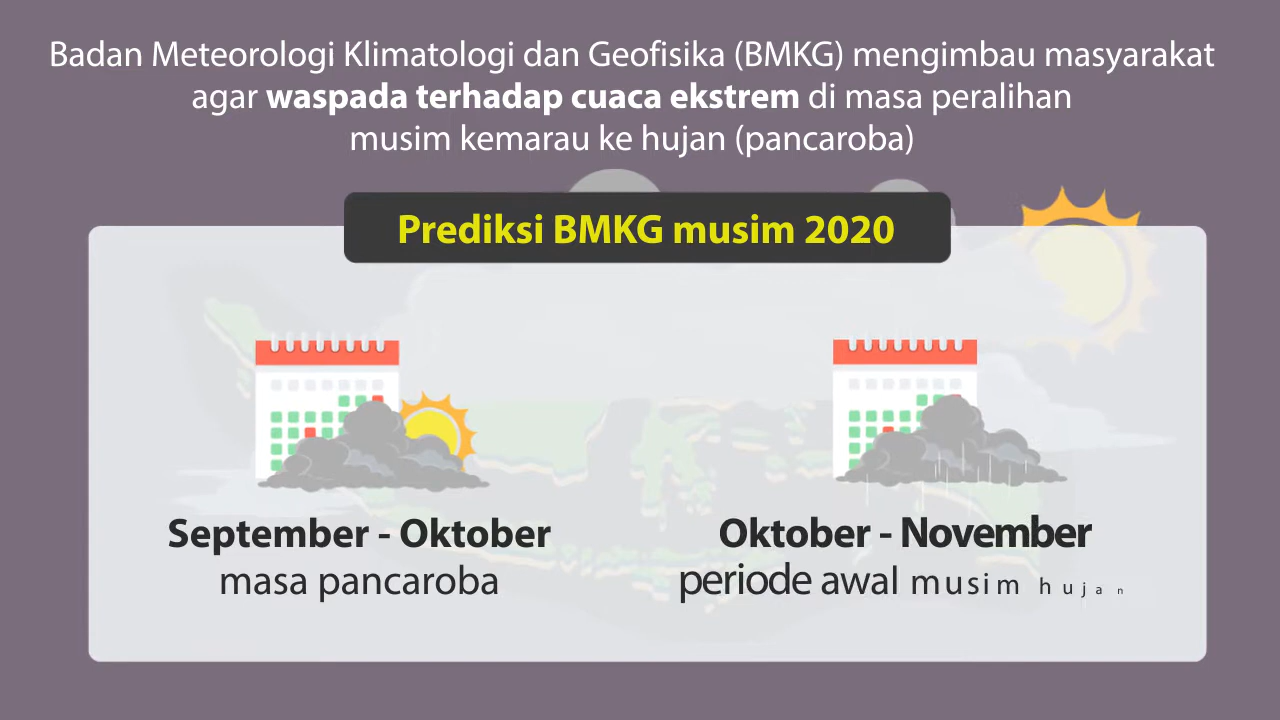 Badan Meteorologi Klimatologi dan Geofisika (BMKG) mengimbau masyarakat
agar waspada terhadap cuaca ekstrem di masa peralihan
musim kemarau ke hujan (pancaroba)
Prediksi BMKG musim 2020
September - Oktober
masa pancaroba
Oktober - November
periode awal musim hujan